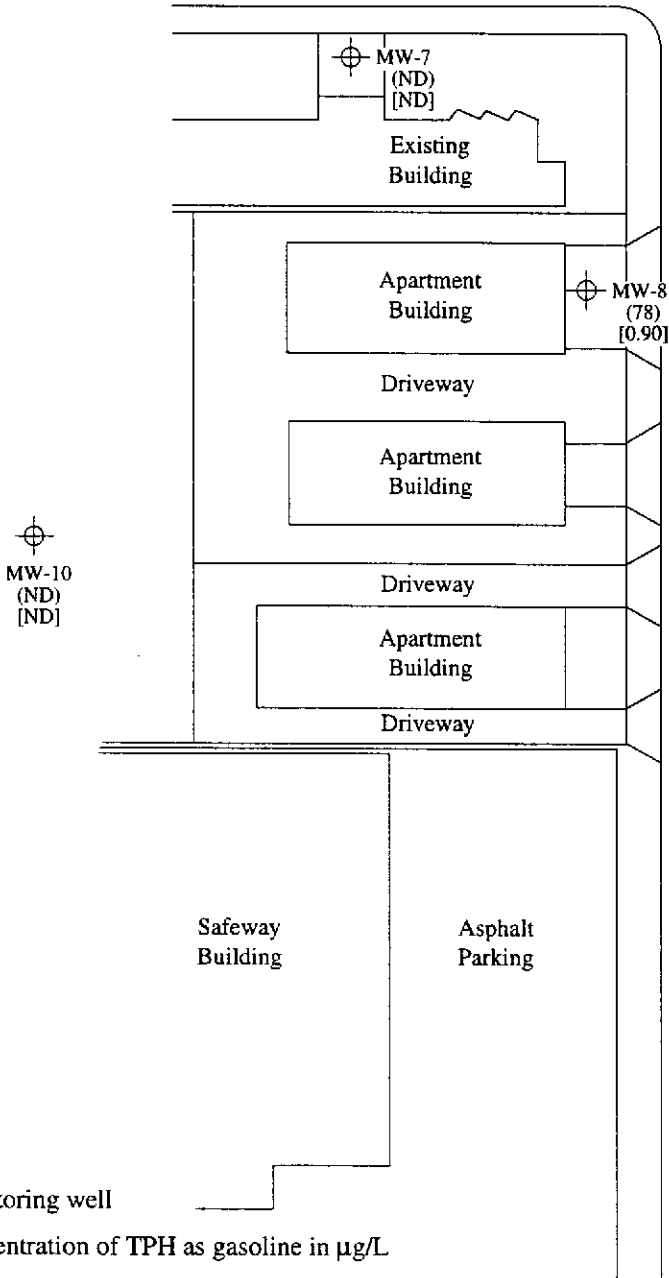 MW-7
(ND)
[ND]
Existing
Building
Apartment
Building
MW-8
(78)
[0.90]
Driveway
Apartment
Building
MW-10
(ND)
[ND]
Driveway
Apartment
Building
Driveway
Safeway
Building
Asphalt
Parking
toring well
entration of TPH as gasoline in µg/L